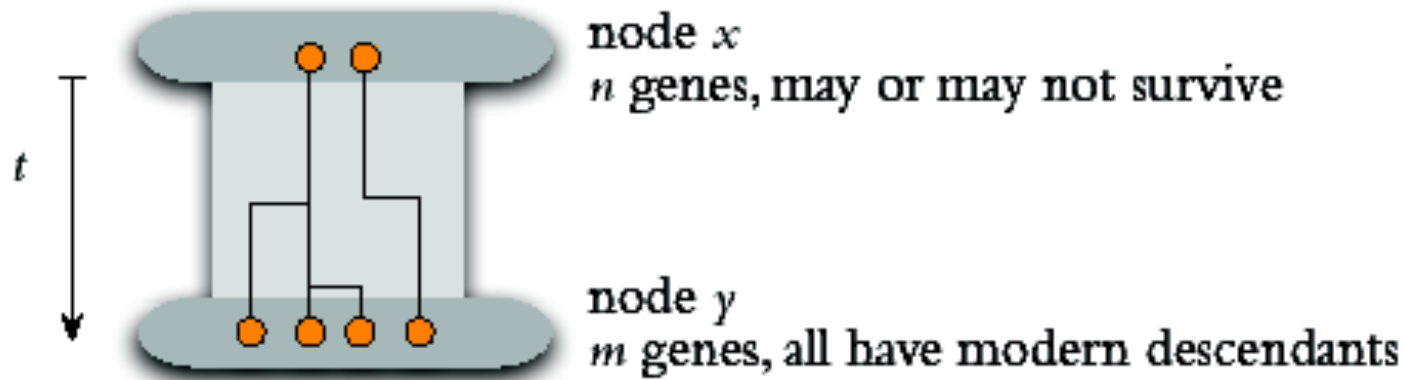 node x
n genes, may or may not survive
t
node y
m genes, all have modern descendants